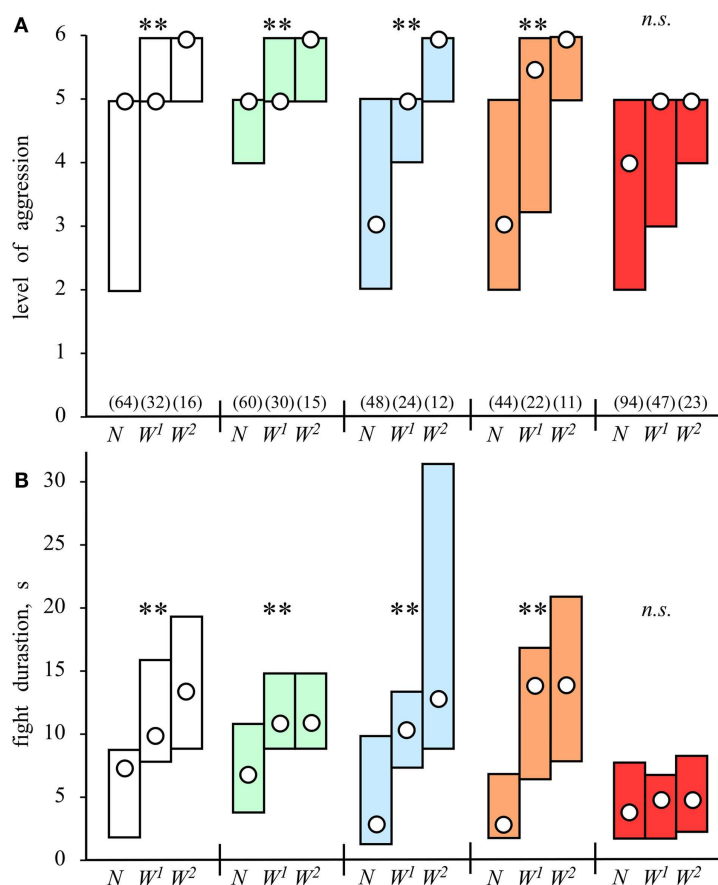 A
** ** ** ** n.s.
6
5
4
3
2
1
0
level of aggression
(64) (32) (16) (60) (30) (15) (48) (24) (12) (44) (22) (11) (94) (47) (23)
N W¹ W² N W¹ W² N W¹ W² N W¹ W² N W¹ W²
B
30
20
15
10
5
0
fight durastion, s
** ** ** ** n.s.
N W¹ W² N W¹ W² N W¹ W² N W¹ W² N W¹ W²